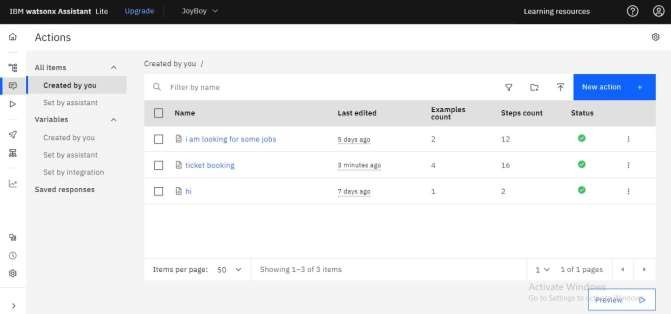 IBM watsonx Assistant Lite Upgrade JoyBoy Learning resources
Actions
All items
Created by you
Set by assistant
Variables
Created by you
Set by assistant
Set by integration
Saved responses
Created by you /
Filter by name
New action +
Name Last edited Examples count Steps count Status
i am looking for some jobs 5 days ago 2 12
ticket booking 3 minutes ago 4 16
hi 7 days ago 1 2
Items per page: 50 Showing 1–3 of 3 items 1 1 of 1 pages
Activate Windows
Go to Settings to activate Windows.
Preview